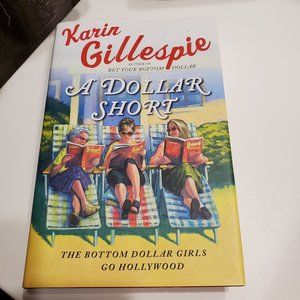 Karin
Gillespie
AUTHOR OF
BET YOUR BOTTOM DOLLAR
A DOLLAR
SHORT
THE BOTTOM DOLLAR GIRLS
GO HOLLYWOOD